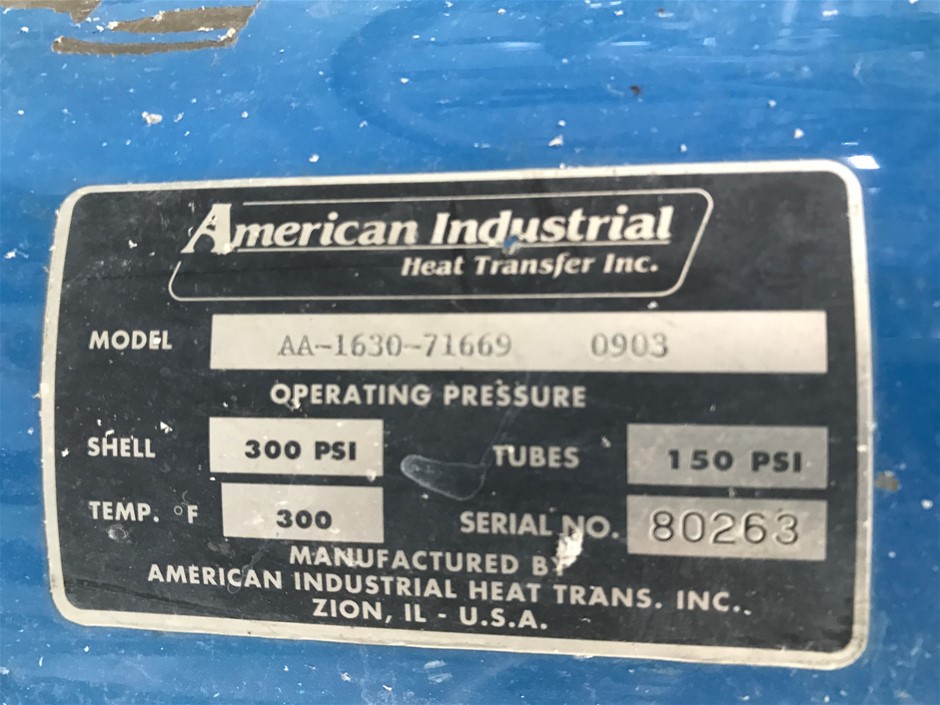 American Industrial
Heat Transfer Inc.
MODEL AA-1630-71669 0903
OPERATING PRESSURE
SHELL 300 PSI TUBES 150 PSI
TEMP. °F 300 SERIAL NO. 80263
MANUFACTURED BY
AMERICAN INDUSTRIAL HEAT TRANS. INC.
ZION, IL - U.S.A.